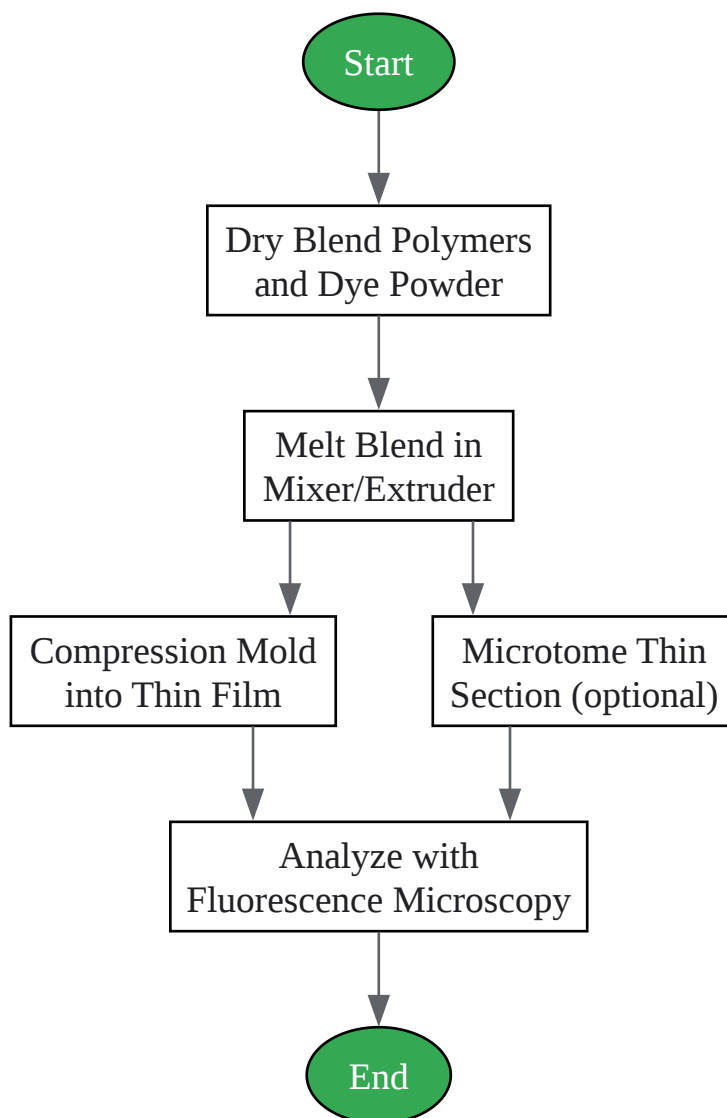 Start
Dry Blend Polymers
and Dye Powder
Melt Blend in
Mixer/Extruder
Compression Mold
into Thin Film
Microtome Thin
Section (optional)
Analyze with
Fluorescence Microscopy
End